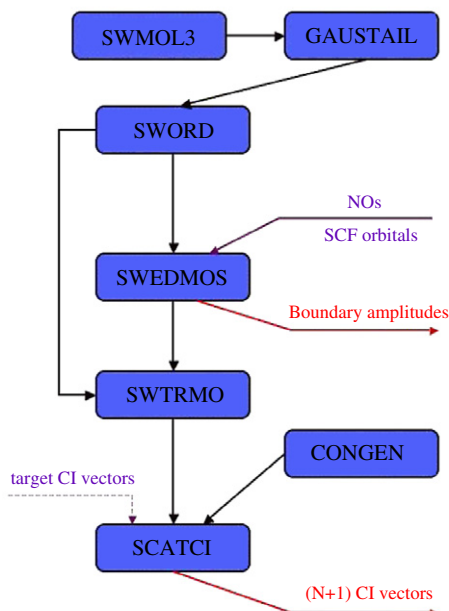 SWMOL3
GAUSTAIL
SWORD
NOs
SCF orbitals
SWEDMOS
Boundary amplitudes
SWTRMO
CONGEN
target CI vectors
SCATCI
(N+1) CI vectors